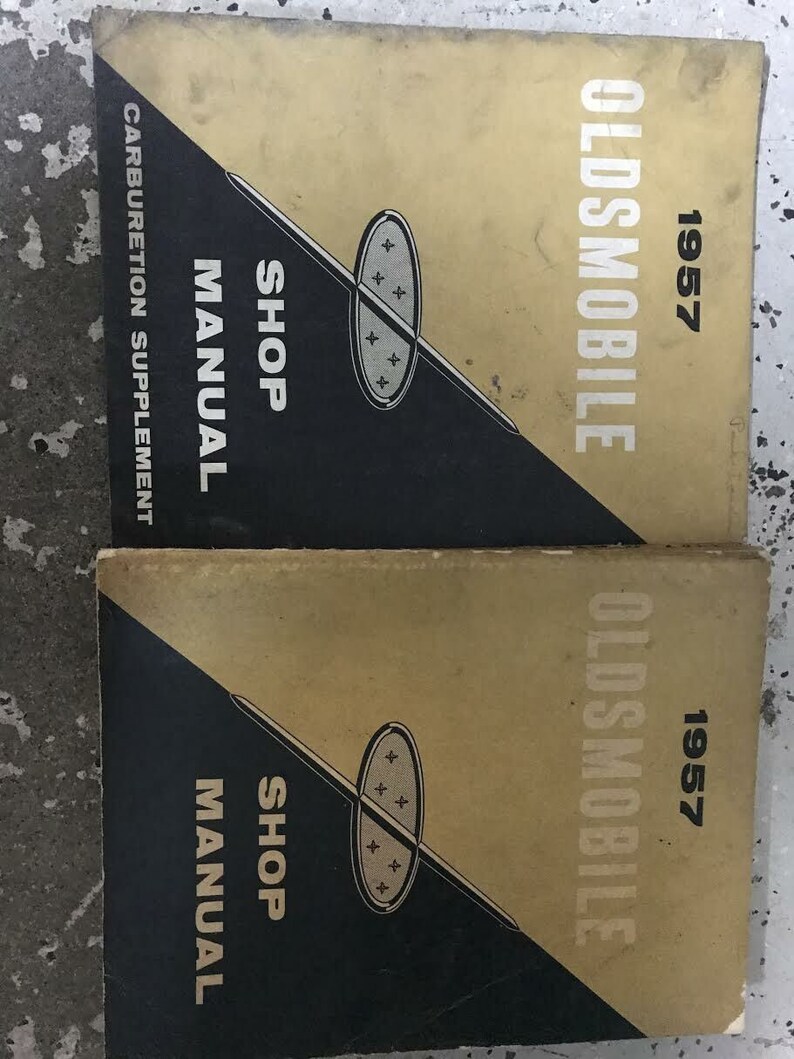 1957
OLDSMOBILE
SHOP
MANUAL
CARBURETION SUPPLEMENT
1957
OLDSMOBILE
SHOP
MANUAL